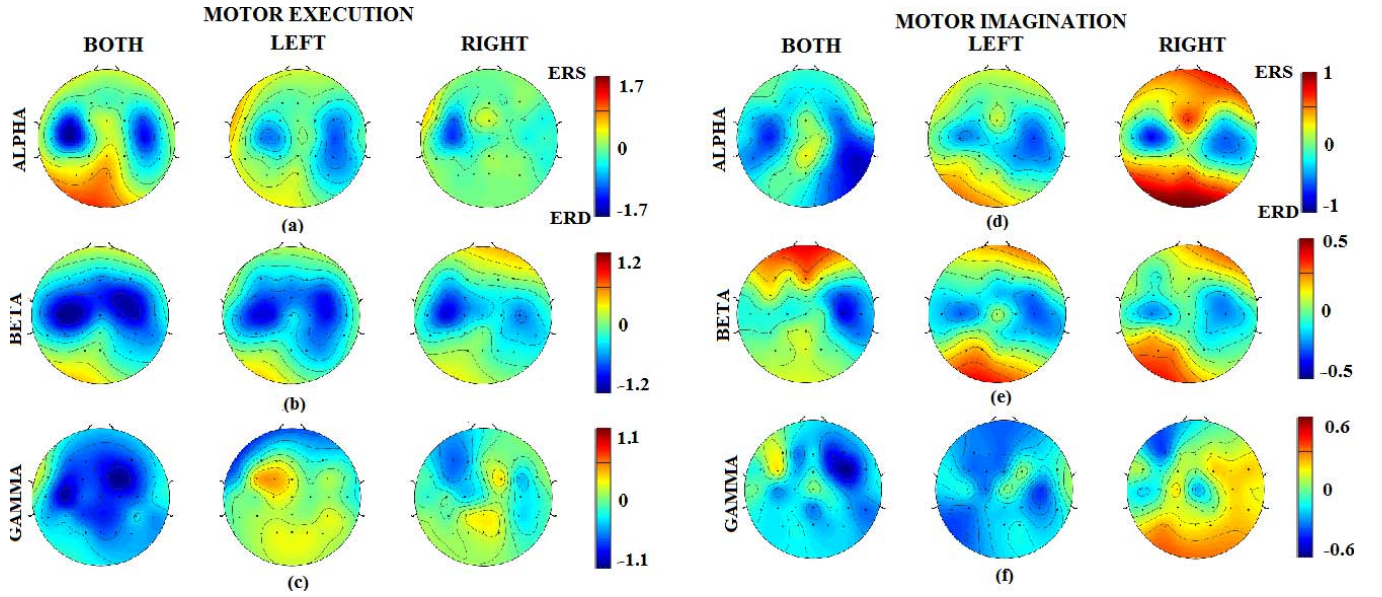 MOTOR EXECUTION
BOTH LEFT RIGHT
ALPHA
ERS
1.7
0
-1.7
ERD
(a)
BETA
1.2
0
-1.2
(b)
GAMMA
1.1
0
-1.1
(c)
MOTOR IMAGINATION
BOTH LEFT RIGHT
ALPHA
ERS
1
0
-1
ERD
(d)
BETA
0.5
0
-0.5
(e)
GAMMA
0.6
0
-0.6
(f)